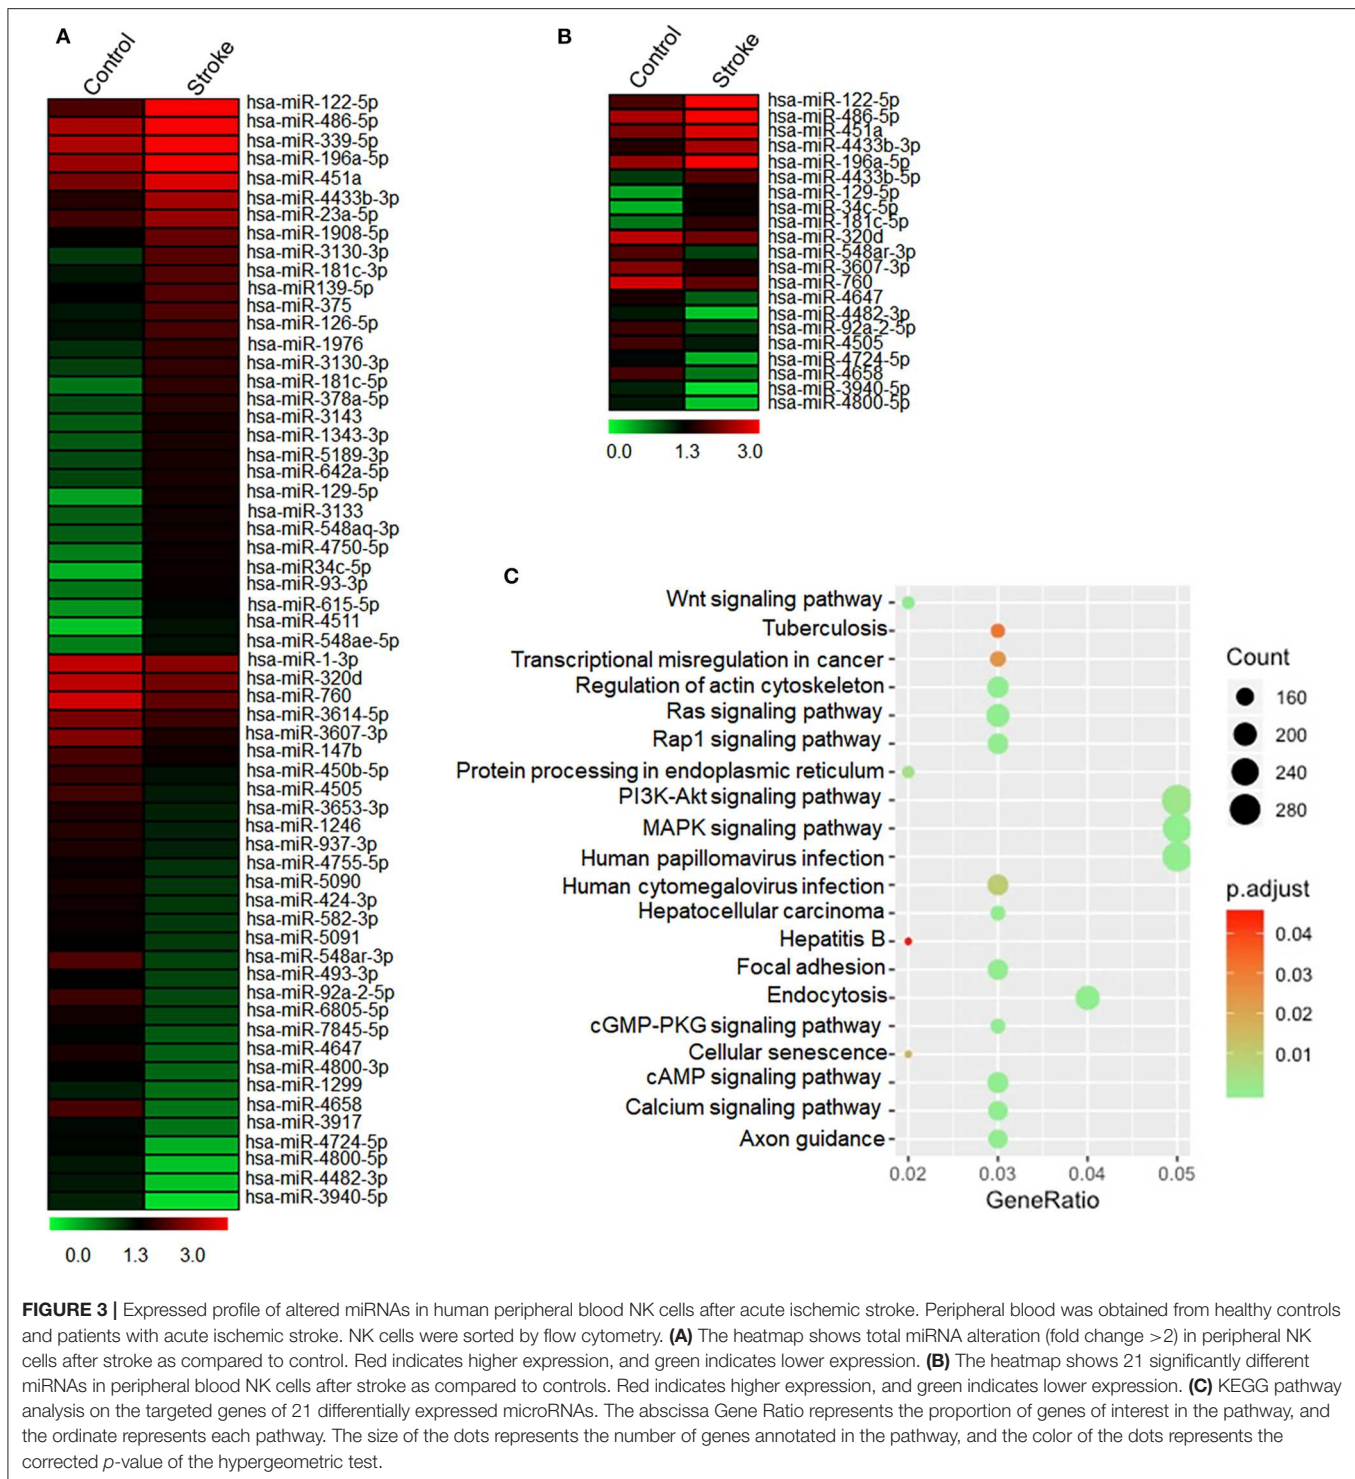 A
Control
Stroke
hsa-miR-122-5p
hsa-miR-486-5p
hsa-miR-339-5p
hsa-miR-196a-5p
hsa-miR-451a
hsa-miR-4433b-3p
hsa-miR-23a-5p
hsa-miR-1908-5p
hsa-miR-3130-3p
hsa-miR-181c-3p
hsa-miR139-5p
hsa-miR-375
hsa-miR-126-5p
hsa-miR-1976
hsa-miR-3130-3p
hsa-miR-181c-5p
hsa-miR-378a-5p
hsa-miR-3143
hsa-miR-1343-3p
hsa-miR-5189-3p
hsa-miR-642a-5p
hsa-miR-129-5p
hsa-miR-3133
hsa-miR-548aq-3p
hsa-miR-4750-5p
hsa-miR34c-5p
hsa-miR-93-3p
hsa-miR-615-5p
hsa-miR-4511
hsa-miR-548ae-5p
hsa-miR-1-3p
hsa-miR-320d
hsa-miR-760
hsa-miR-3614-5p
hsa-miR-3607-3p
hsa-miR-147b
hsa-miR-450b-5p
hsa-miR-4505
hsa-miR-3653-3p
hsa-miR-1246
hsa-miR-937-3p
hsa-miR-4755-5p
hsa-miR-5090
hsa-miR-424-3p
hsa-miR-582-3p
hsa-miR-5091
hsa-miR-548ar-3p
hsa-miR-493-3p
hsa-miR-92a-2-5p
hsa-miR-6805-5p
hsa-miR-7845-5p
hsa-miR-4647
hsa-miR-4800-3p
hsa-miR-1299
hsa-miR-4658
hsa-miR-3917
hsa-miR-4724-5p
hsa-miR-4800-5p
hsa-miR-4482-3p
hsa-miR-3940-5p
0.0 1.3 3.0
B
Control
Stroke
hsa-miR-122-5p
hsa-miR-486-5p
hsa-miR-451a
hsa-miR-4433b-3p
hsa-miR-196a-5p
hsa-miR-4433b-5p
hsa-miR-129-5p
hsa-miR-34c-5p
hsa-miR-181c-5p
hsa-miR-320d
hsa-miR-548ar-3p
hsa-miR-3607-3p
hsa-miR-760
hsa-miR-4647
hsa-miR-4482-3p
hsa-miR-92a-2-5p
hsa-miR-4505
hsa-miR-4724-5p
hsa-miR-4658
hsa-miR-3940-5p
hsa-miR-4800-5p
0.0 1.3 3.0
C
Wnt signaling pathway
Tuberculosis
Transcriptional misregulation in cancer
Regulation of actin cytoskeleton
Ras signaling pathway
Rap1 signaling pathway
Protein processing in endoplasmic reticulum
PI3K-Akt signaling pathway
MAPK signaling pathway
Human papillomavirus infection
Human cytomegalovirus infection
Hepatocellular carcinoma
Hepatitis B
Focal adhesion
Endocytosis
cGMP-PKG signaling pathway
Cellular senescence
cAMP signaling pathway
Calcium signaling pathway
Axon guidance
0.02 0.03 0.04 0.05
GeneRatio
Count
160
200
240
280
p.adjust
0.04
0.03
0.02
0.01
FIGURE 3 | Expressed profile of altered miRNAs in human peripheral blood NK cells after acute ischemic stroke. Peripheral blood was obtained from healthy controls
and patients with acute ischemic stroke. NK cells were sorted by flow cytometry. (A) The heatmap shows total miRNA alteration (fold change >2) in peripheral NK
cells after stroke as compared to control. Red indicates higher expression, and green indicates lower expression. (B) The heatmap shows 21 significantly different
miRNAs in peripheral blood NK cells after stroke as compared to controls. Red indicates higher expression, and green indicates lower expression. (C) KEGG pathway
analysis on the targeted genes of 21 differentially expressed microRNAs. The abscissa Gene Ratio represents the proportion of genes of interest in the pathway, and
the ordinate represents each pathway. The size of the dots represents the number of genes annotated in the pathway, and the color of the dots represents the
corrected p-value of the hypergeometric test.